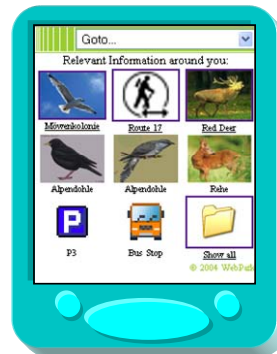 Goto...
Relevant Information around you:
Möwenkolonie Route 17 Red Deer
Alpendohle Alpendohle Rehe
P
P3 Bus Stop Show all
© 2004 WebPark